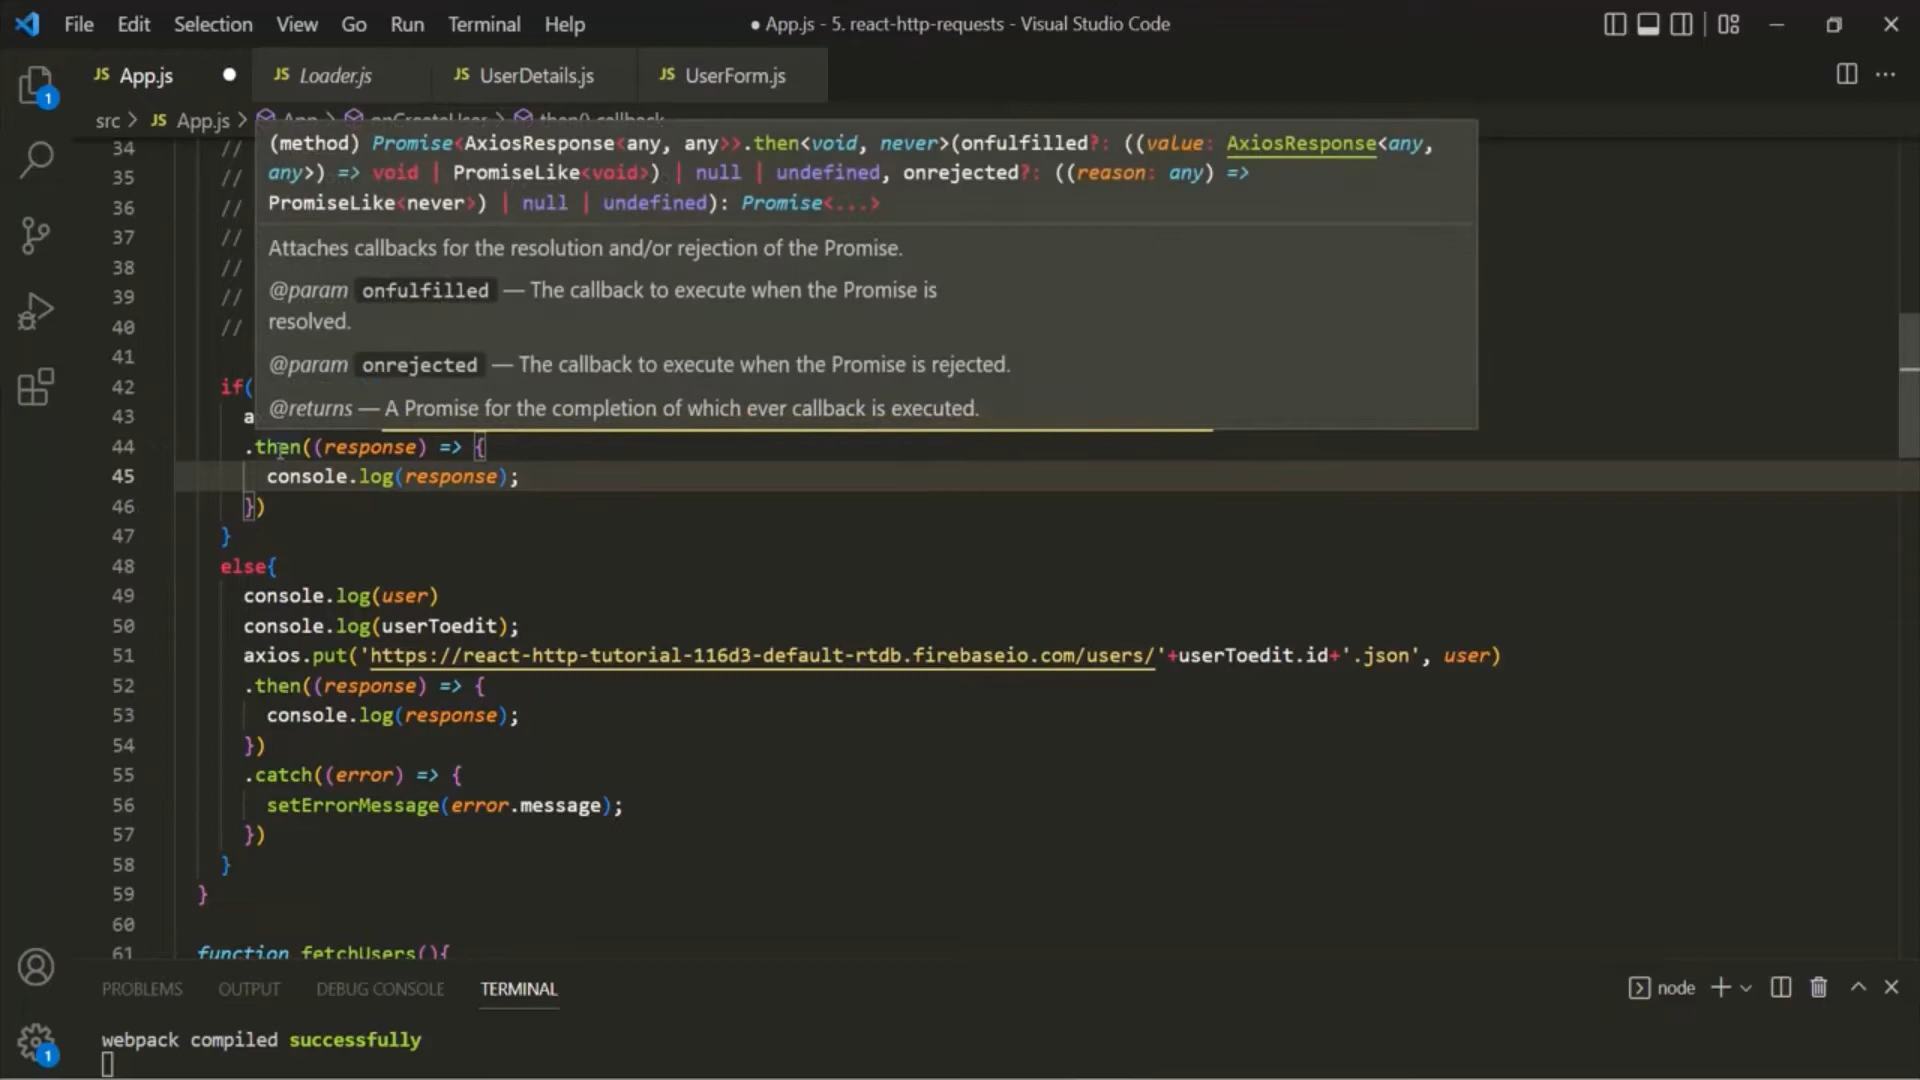 File Edit Selection View Go Run Terminal Help
● App.js - 5. react-http-requests - Visual Studio Code
JS App.js ● JS Loader.js JS UserDetails.js JS UserForm.js
src > JS App.js > App > onCreateUser > then() callback
(method) Promise<AxiosResponse<any, any>>.then<void, never>(onfulfilled?: ((value: AxiosResponse<any,
any>) => void | PromiseLike<void>) | null | undefined, onrejected?: ((reason: any) =>
PromiseLike<never>) | null | undefined): Promise<...>
Attaches callbacks for the resolution and/or rejection of the Promise.
@param onfulfilled — The callback to execute when the Promise is
resolved.
@param onrejected — The callback to execute when the Promise is rejected.
@returns — A Promise for the completion of which ever callback is executed.
34 //
35 //
36 //
37 //
38 //
39 //
40 //
41
42 if(
43 a
44 .then((response) => {
45 console.log(response);
46 })
47 }
48 else{
49 console.log(user)
50 console.log(userToedit);
51 axios.put('https://react-http-tutorial-116d3-default-rtdb.firebaseio.com/users/'+userToedit.id+'.json', user)
52 .then((response) => {
53 console.log(response);
54 })
55 .catch((error) => {
56 setErrorMessage(error.message);
57 })
58 }
59 }
60
61 function fetchUsers(){
PROBLEMS OUTPUT DEBUG CONSOLE TERMINAL
node
webpack compiled successfully
1
1